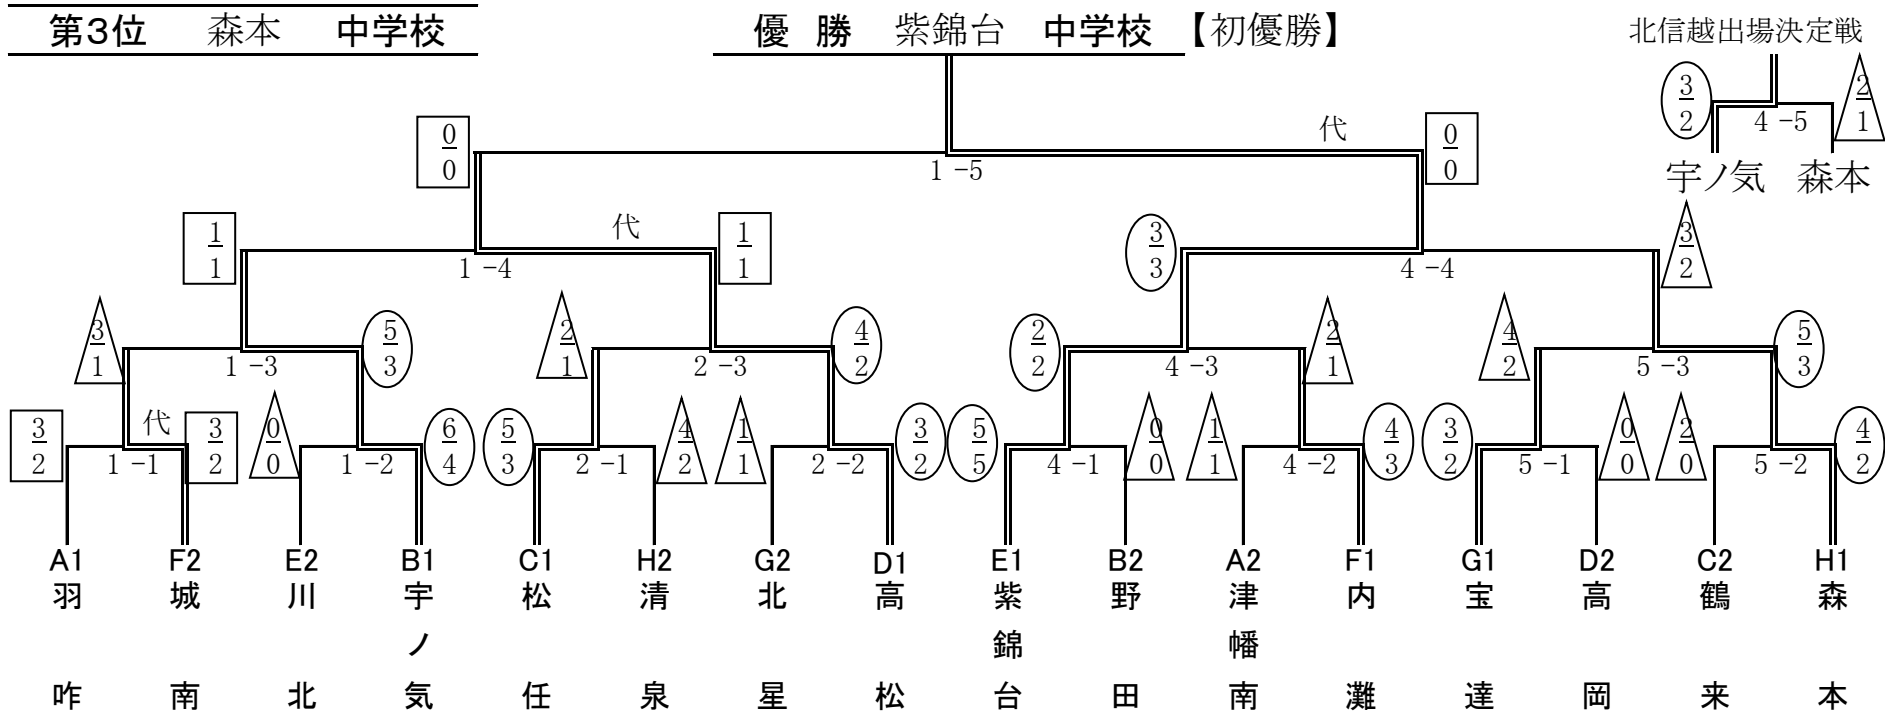 第3位 森本 中学校
優 勝 紫錦台 中学校 【初優勝】
北信越出場決定戦
3 2
2 1
2 4 -5 1
宇ノ気 森本
代
0 0
0 0
1 -5
代
1 1 3 3
1 1 3 2
1 -4 4 -4
3 5 2 4 2 2 4 5
1 3 1 2 2 1 2 3
1 -3 2 -3 4 -3 5 -3
代
3 3 0 6 5 4 1 3 5 0 1 4 3 0 2 4
2 2 0 4 3 2 1 2 5 0 1 3 2 0 0 2
1 -1 1 -2 2 -1 2 -2 4 -1 4 -2 5 -1 5 -2
A1 F2 E2 B1 C1 H2 G2 D1 E1 B2 A2 F1 G1 D2 C2 H1
羽咋
城南
川北
宇ノ気
松任
清泉
北星
高松
紫錦台
野田
津幡南
内灘
宝達
高岡
鶴来
森本